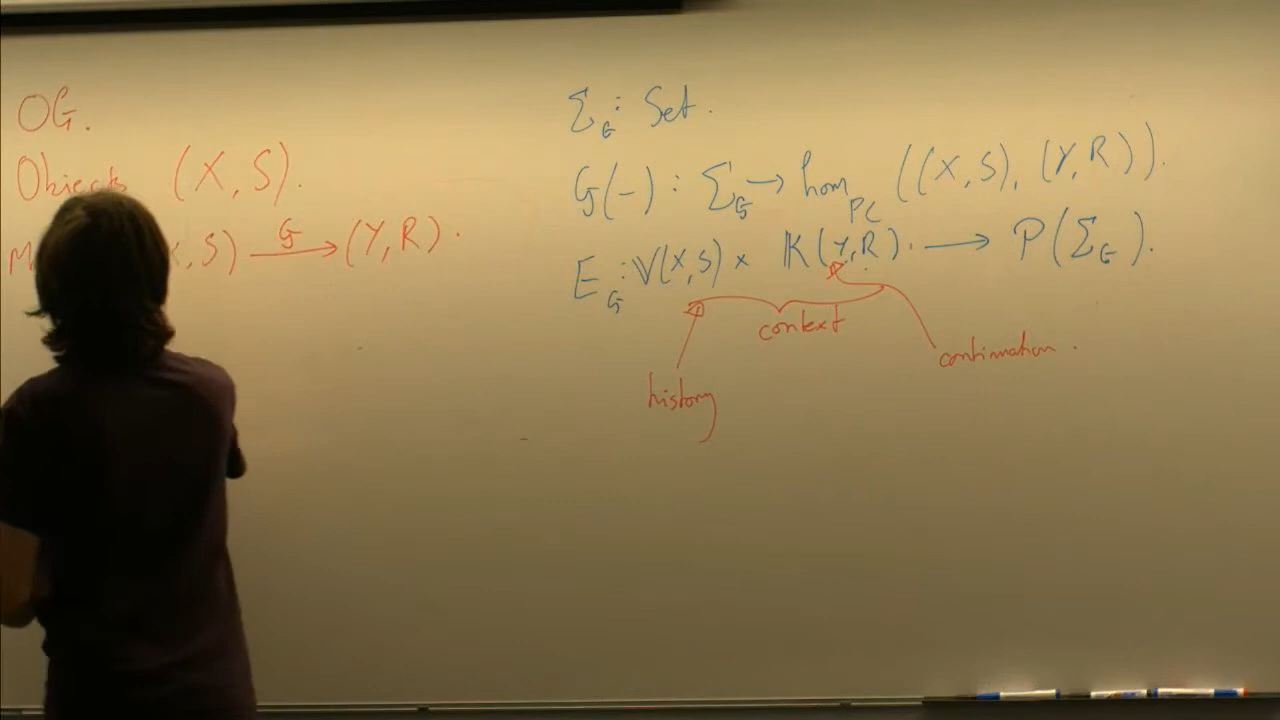 OG.
Objects (X, S).
M X, S) —G→ (Y, R).
Σ_G : Set.
G(-) : Σ_G → hom_PC ((X, S), (Y, R)).
E_G : 𝕍(X, S) × 𝕂(Y, R). → P(Σ_G).
context
continuation.
history